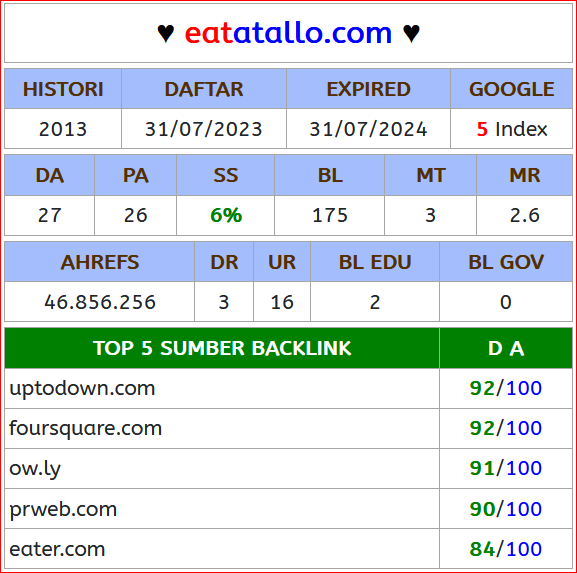 ♥ eatatallo.com ♥
HISTORI DAFTAR EXPIRED GOOGLE
2013 31/07/2023 31/07/2024 5 Index
DA PA SS BL MT MR
27 26 6% 175 3 2.6
AHREFS DR UR BL EDU BL GOV
46.856.256 3 16 2 0
TOP 5 SUMBER BACKLINK D A
uptodown.com 92/100
foursquare.com 92/100
ow.ly 91/100
prweb.com 90/100
eater.com 84/100